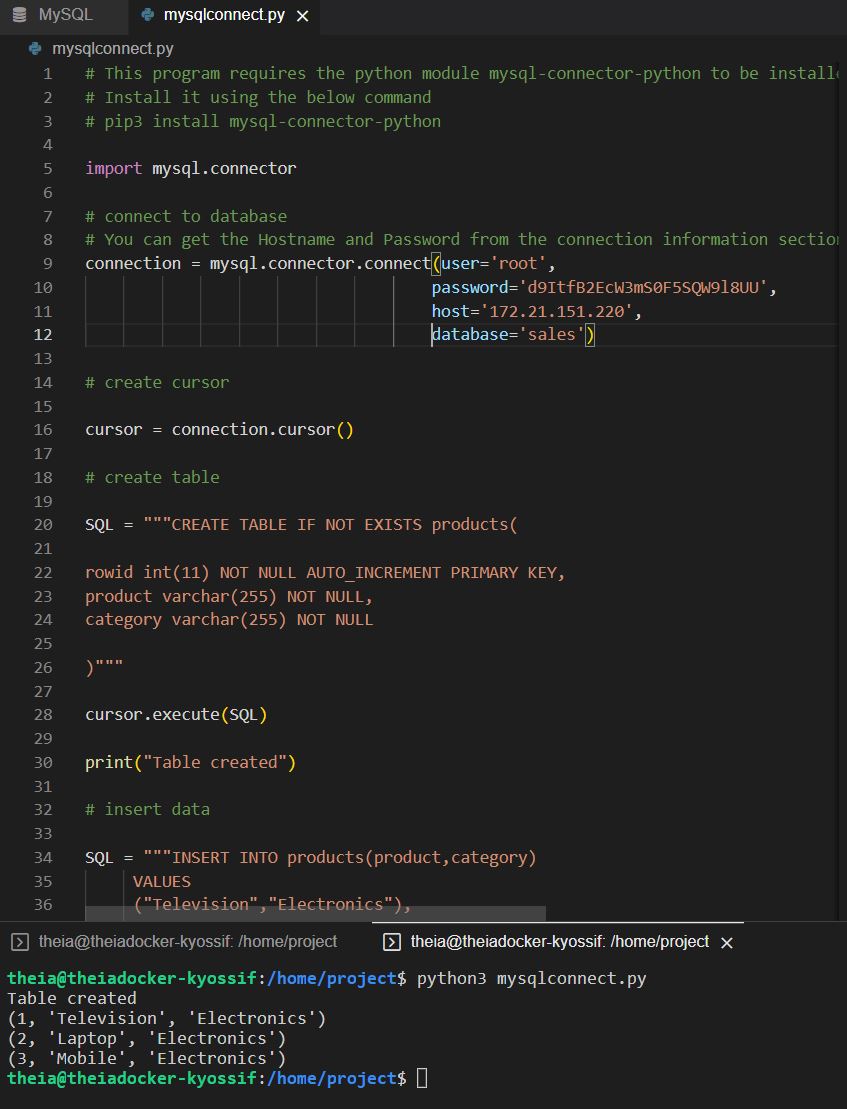 MySQL
mysqlconnect.py
mysqlconnect.py
1 # This program requires the python module mysql-connector-python to be installe
2 # Install it using the below command
3 # pip3 install mysql-connector-python
4
5 import mysql.connector
6
7 # connect to database
8 # You can get the Hostname and Password from the connection information section
9 connection = mysql.connector.connect(user='root',
10 password='d9ItfB2EcW3mS0F5SQW9l8UU',
11 host='172.21.151.220',
12 database='sales')
13
14 # create cursor
15
16 cursor = connection.cursor()
17
18 # create table
19
20 SQL = """CREATE TABLE IF NOT EXISTS products(
21
22 rowid int(11) NOT NULL AUTO_INCREMENT PRIMARY KEY,
23 product varchar(255) NOT NULL,
24 category varchar(255) NOT NULL
25
26 )"""
27
28 cursor.execute(SQL)
29
30 print("Table created")
31
32 # insert data
33
34 SQL = """INSERT INTO products(product,category)
35 VALUES
36 ("Television","Electronics"),
theia@theiadocker-kyossif: /home/project
theia@theiadocker-kyossif: /home/project
theia@theiadocker-kyossif:/home/project$ python3 mysqlconnect.py
Table created
(1, 'Television', 'Electronics')
(2, 'Laptop', 'Electronics')
(3, 'Mobile', 'Electronics')
theia@theiadocker-kyossif:/home/project$